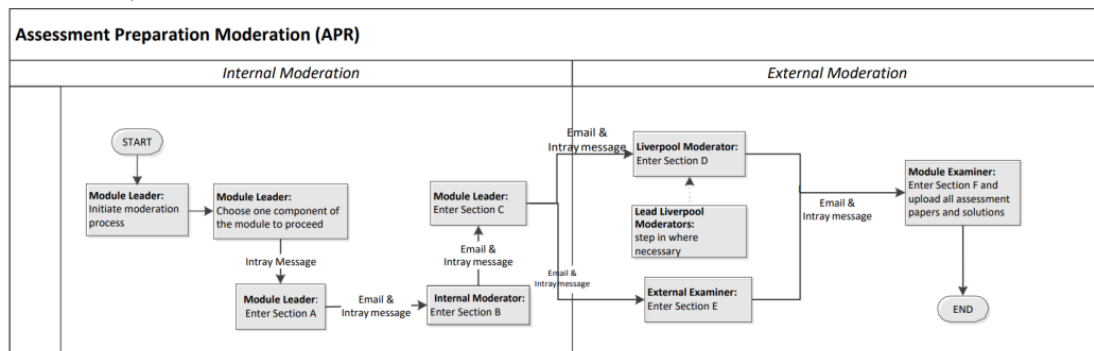 Assessment Preparation Moderation (APR)
Internal Moderation
External Moderation
START
Module Leader:
Initiate moderation
process
Module Leader:
Choose one component of
the module to proceed
Intray Message
Module Leader:
Enter Section A
Email &
Intray message
Internal Moderator:
Enter Section B
Email &
Intray message
Module Leader:
Enter Section C
Email &
Intray message
Liverpool Moderator:
Enter Section D
Lead Liverpool
Moderators:
step in where
necessary
Email &
Intray message
External Examiner:
Enter Section E
Email &
Intray message
Module Examiner:
Enter Section F and
upload all assessment
papers and solutions
END